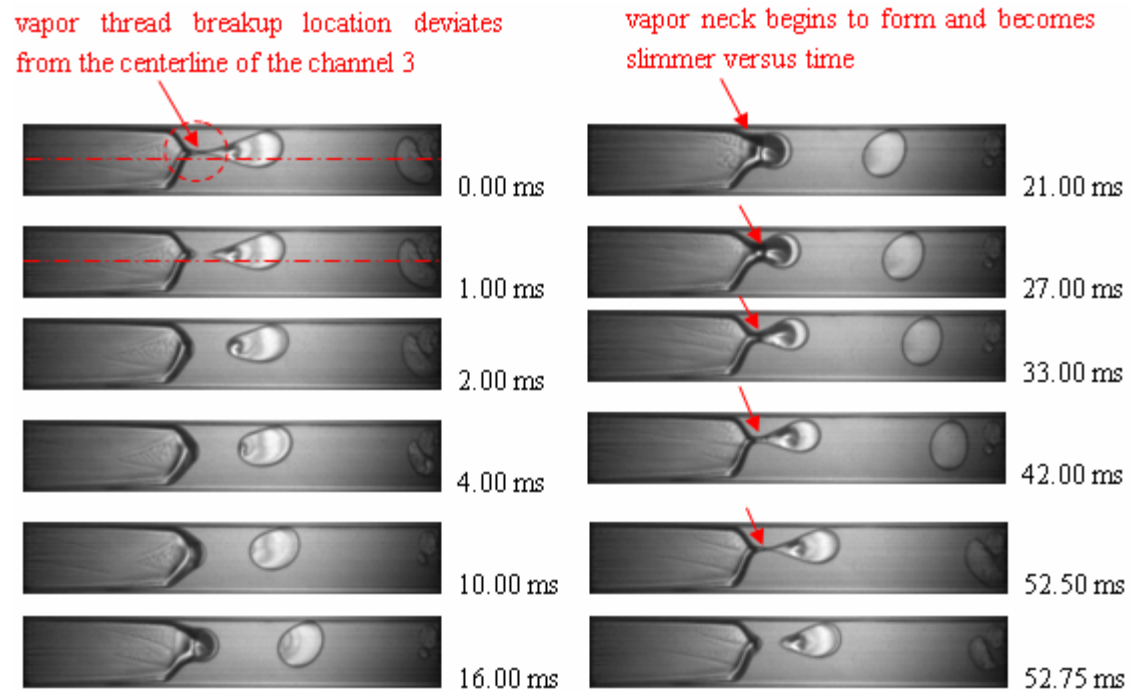 vapor thread breakup location deviates
from the centerline of the channel 3
0.00 ms
1.00 ms
2.00 ms
4.00 ms
10.00 ms
16.00 ms
vapor neck begins to form and becomes
slimmer versus time
21.00 ms
27.00 ms
33.00 ms
42.00 ms
52.50 ms
52.75 ms